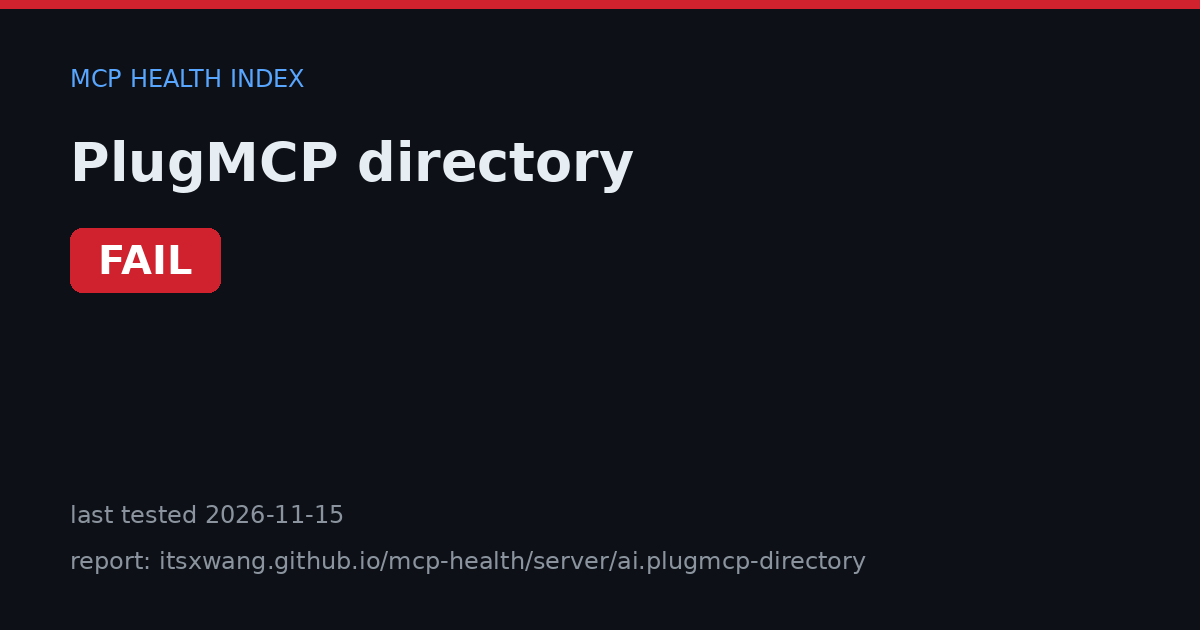 MCP HEALTH INDEX
PlugMCP directory
FAIL
last tested 2026-11-15
report: itsxwang.github.io/mcp-health/server/ai.plugmcp-directory